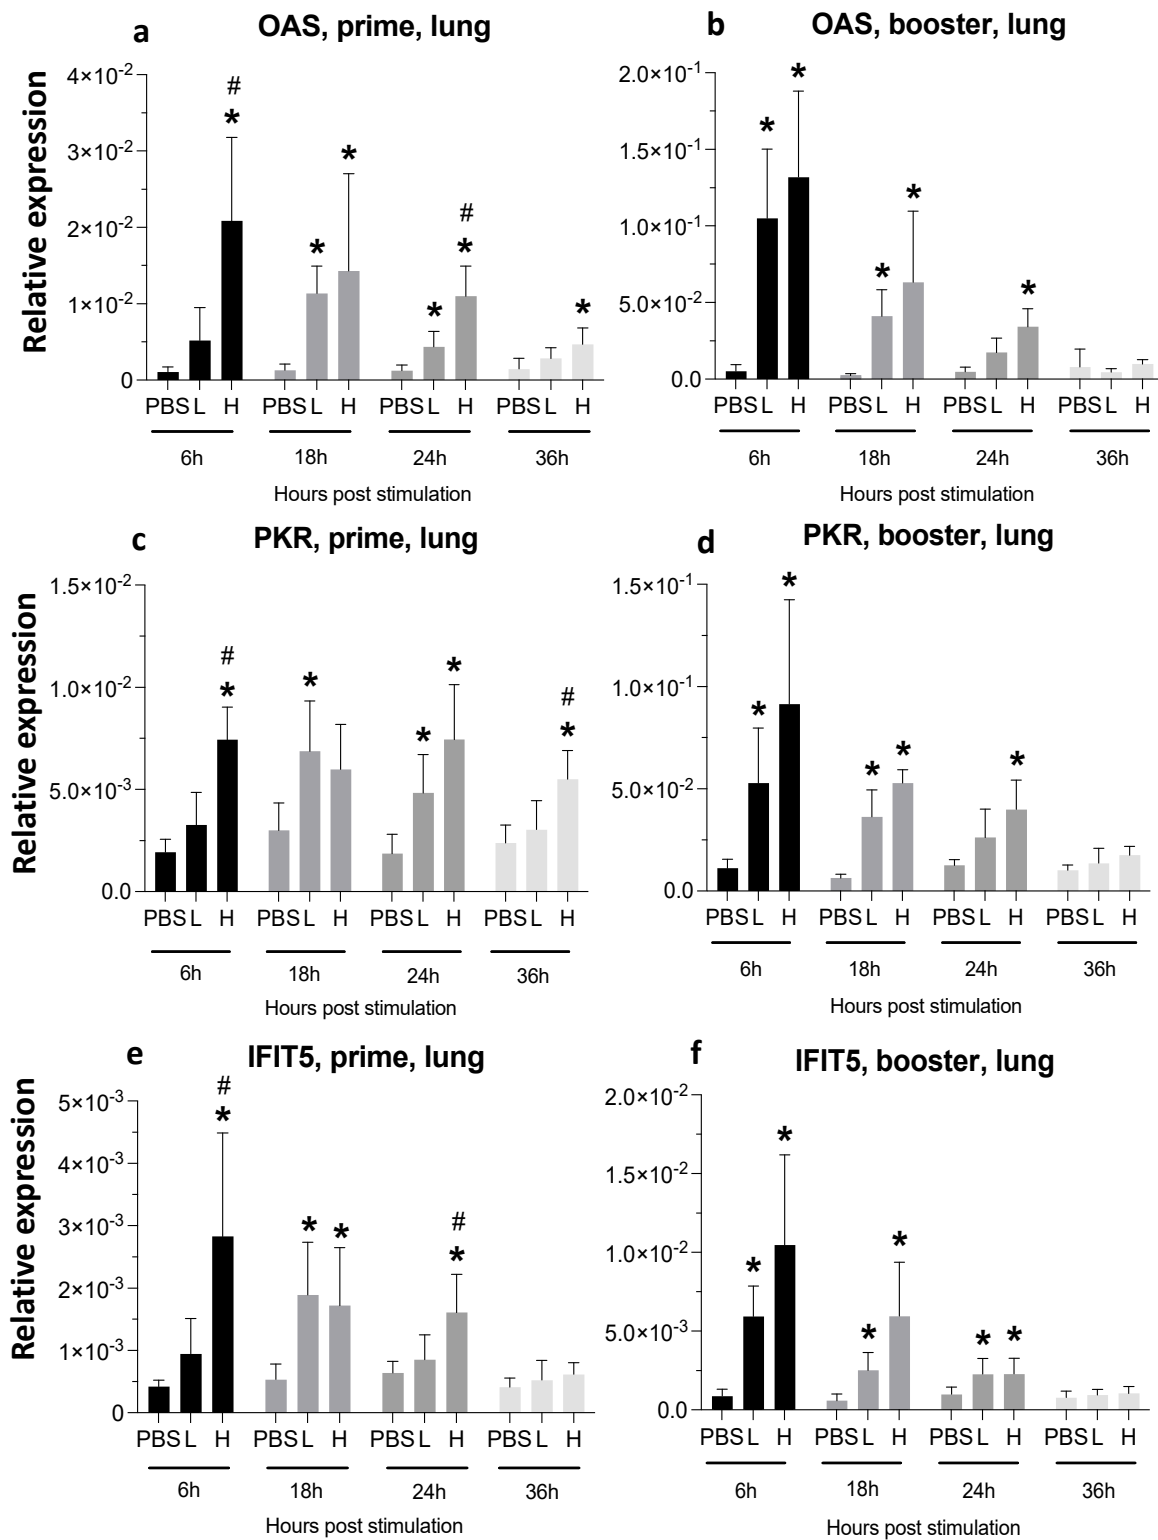 a
OAS, prime, lung
Relative expression
4×10⁻²
3×10⁻²
2×10⁻²
1×10⁻²
0
#
*
*
*
*
#
*
*
PBS L H PBS L H PBS L H PBS L H
6h 18h 24h 36h
Hours post stimulation
b
OAS, booster, lung
2.0×10⁻¹
1.5×10⁻¹
1.0×10⁻¹
5.0×10⁻²
0.0
*
*
*
*
*
PBS L H PBS L H PBS L H PBS L H
6h 18h 24h 36h
Hours post stimulation
c
PKR, prime, lung
Relative expression
1.5×10⁻²
1.0×10⁻²
5.0×10⁻³
0.0
#
*
*
*
*
#
*
PBS L H PBS L H PBS L H PBS L H
6h 18h 24h 36h
Hours post stimulation
d
PKR, booster, lung
1.5×10⁻¹
1.0×10⁻¹
5.0×10⁻²
0.0
*
*
*
*
*
PBS L H PBS L H PBS L H PBS L H
6h 18h 24h 36h
Hours post stimulation
e
IFIT5, prime, lung
Relative expression
5×10⁻³
4×10⁻³
3×10⁻³
2×10⁻³
1×10⁻³
0
#
*
*
*
#
*
PBS L H PBS L H PBS L H PBS L H
6h 18h 24h 36h
Hours post stimulation
f
IFIT5, booster, lung
2.0×10⁻²
1.5×10⁻²
1.0×10⁻²
5.0×10⁻³
0.0
*
*
*
*
*
*
PBS L H PBS L H PBS L H PBS L H
6h 18h 24h 36h
Hours post stimulation